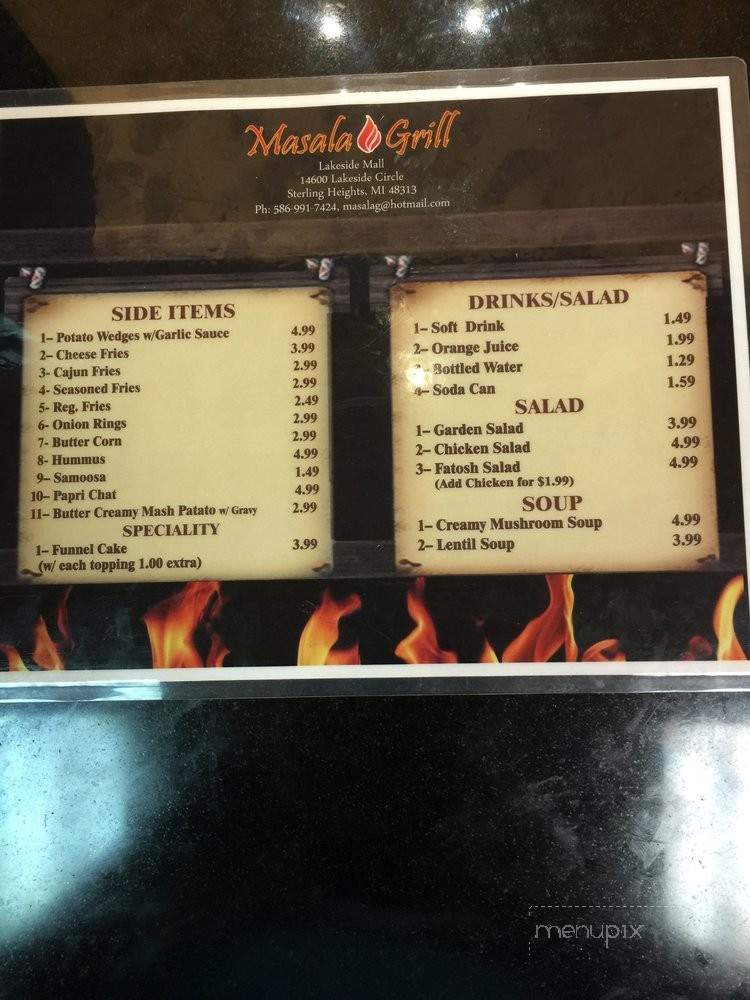 Masala Grill
Lakeside Mall
14600 Lakeside Circle
Sterling Heights, MI 48313
Ph: 586-991-7424, masalag@hotmail.com
SIDE ITEMS
1– Potato Wedges w/Garlic Sauce 4.99
2– Cheese Fries 3.99
3- Cajun Fries 2.99
4- Seasoned Fries 2.99
5- Reg. Fries 2.49
6- Onion Rings 2.99
7- Butter Corn 2.99
8- Hummus 4.99
9– Samoosa 1.49
10– Papri Chat 4.99
11– Butter Creamy Mash Patato w/ Gravy 2.99
SPECIALITY
1– Funnel Cake 3.99
(w/ each topping 1.00 extra)
DRINKS/SALAD
1– Soft Drink 1.49
2– Orange Juice 1.99
3– Bottled Water 1.29
4– Soda Can 1.59
SALAD
1– Garden Salad 3.99
2– Chicken Salad 4.99
3– Fatosh Salad 4.99
(Add Chicken for $1.99)
SOUP
1– Creamy Mushroom Soup 4.99
2– Lentil Soup 3.99
menupix